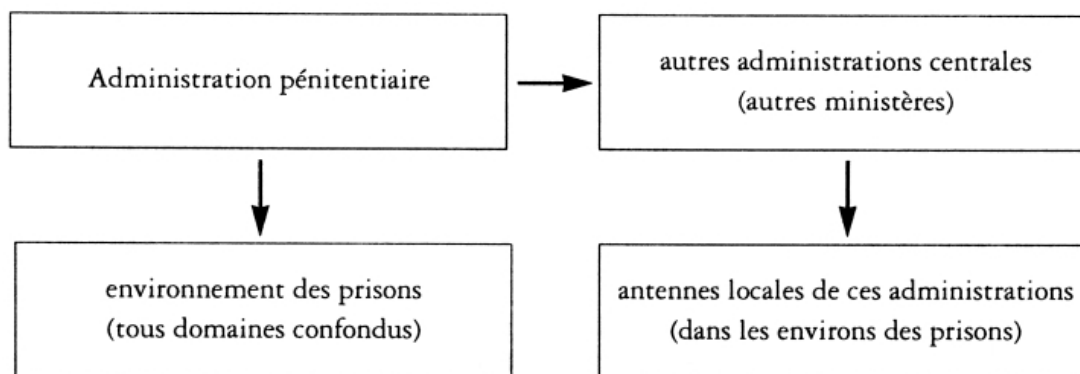 Administration pénitentiaire
autres administrations centrales
(autres ministères)
environnement des prisons
(tous domaines confondus)
antennes locales de ces administrations
(dans les environs des prisons)